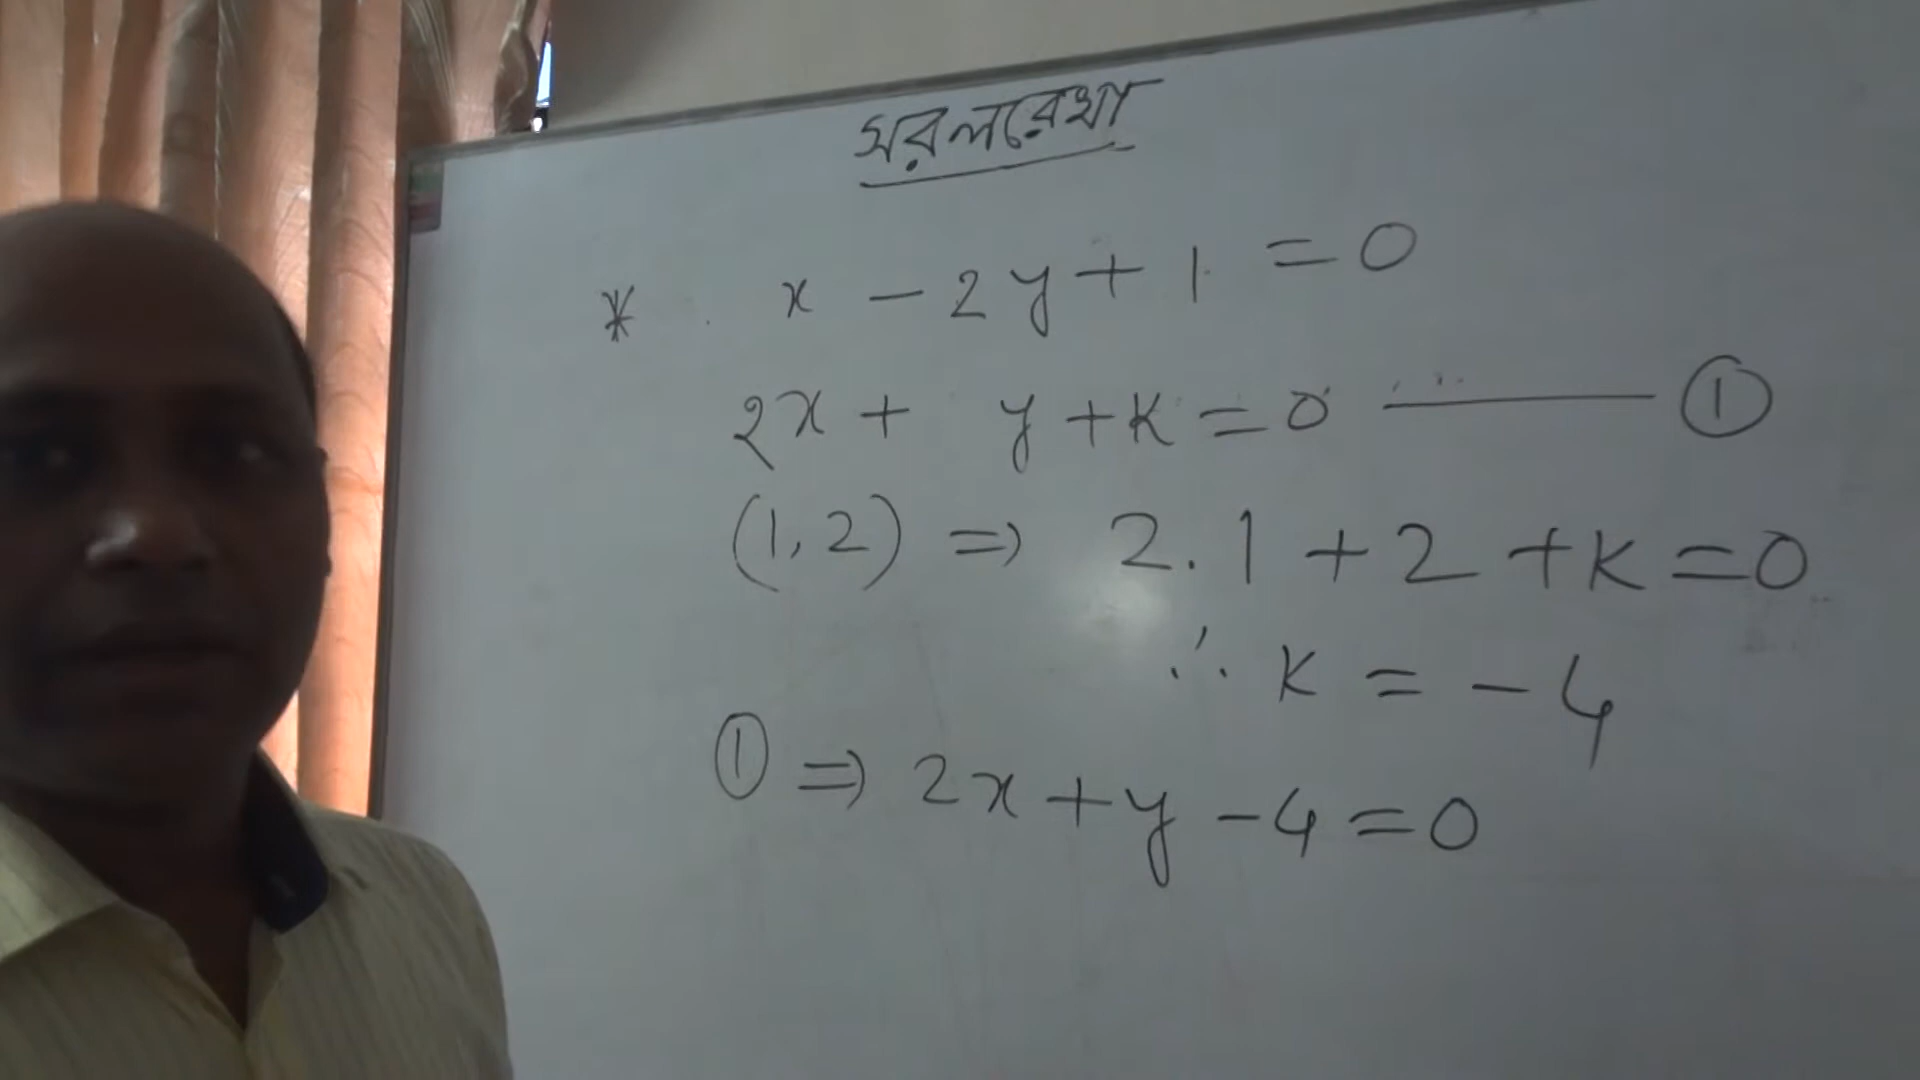 সরলরেখা
* x - 2y + 1 = 0
2x + y + k = 0 —— ①
(1, 2) => 2. 1 + 2 + k = 0
∴ k = - 4
① => 2x + y - 4 = 0